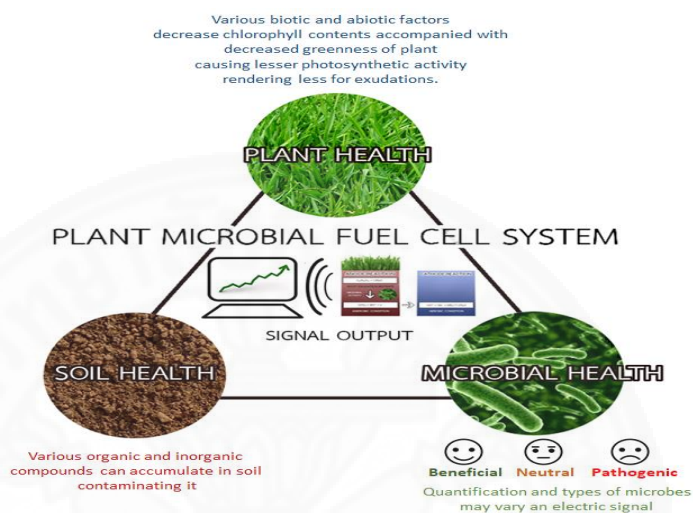 Various biotic and abiotic factors
decrease chlorophyll contents accompanied with
decreased greenness of plant
causing lesser photosynthetic activity
rendering less for exudations.
PLANT HEALTH
PLANT MICROBIAL FUEL CELL SYSTEM
SIGNAL OUTPUT
SOIL HEALTH
MICROBIAL HEALTH
Various organic and inorganic
compounds can accumulate in soil
contaminating it
Beneficial Neutral Pathogenic
Quantification and types of microbes
may vary an electric signal